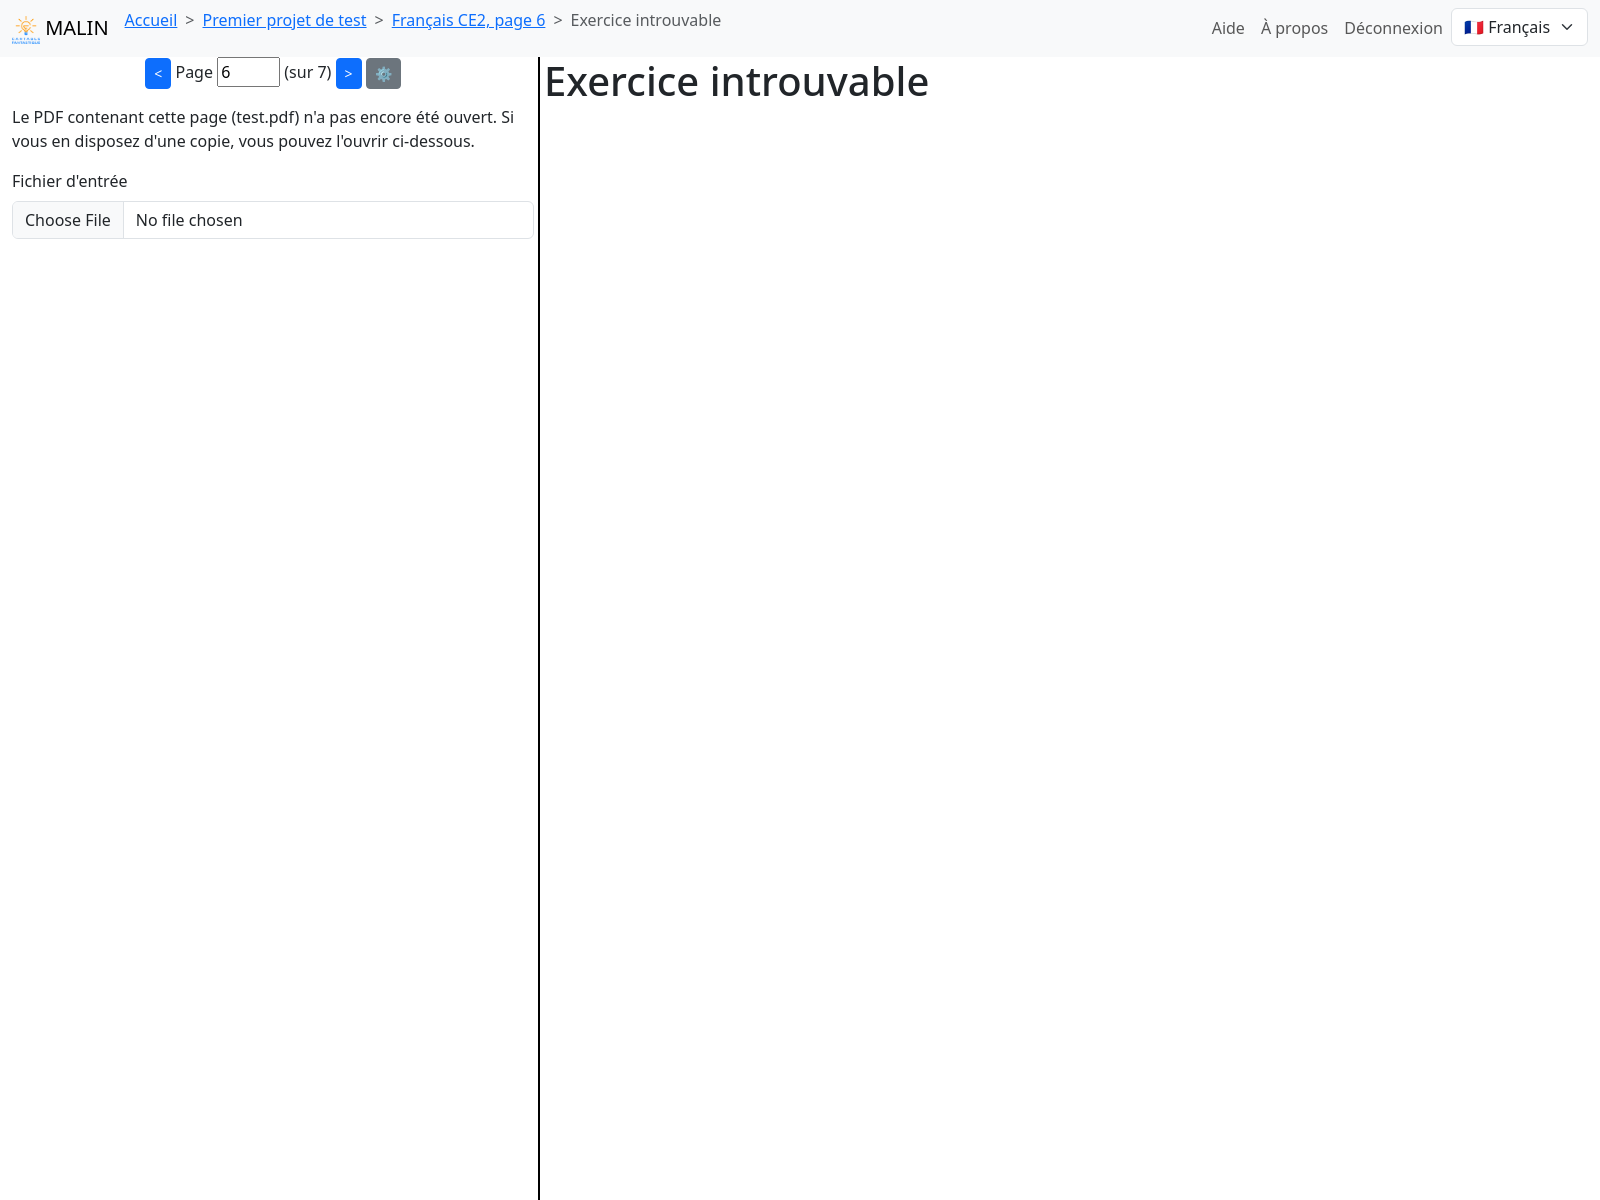 MALIN
Accueil > Premier projet de test > Français CE2, page 6 > Exercice introuvable
Aide À propos Déconnexion 🇫🇷 Français
< Page 6 (sur 7) > ⚙️
Le PDF contenant cette page (test.pdf) n'a pas encore été ouvert. Si
vous en disposez d'une copie, vous pouvez l'ouvrir ci-dessous.
Fichier d'entrée
Choose File No file chosen
Exercice introuvable